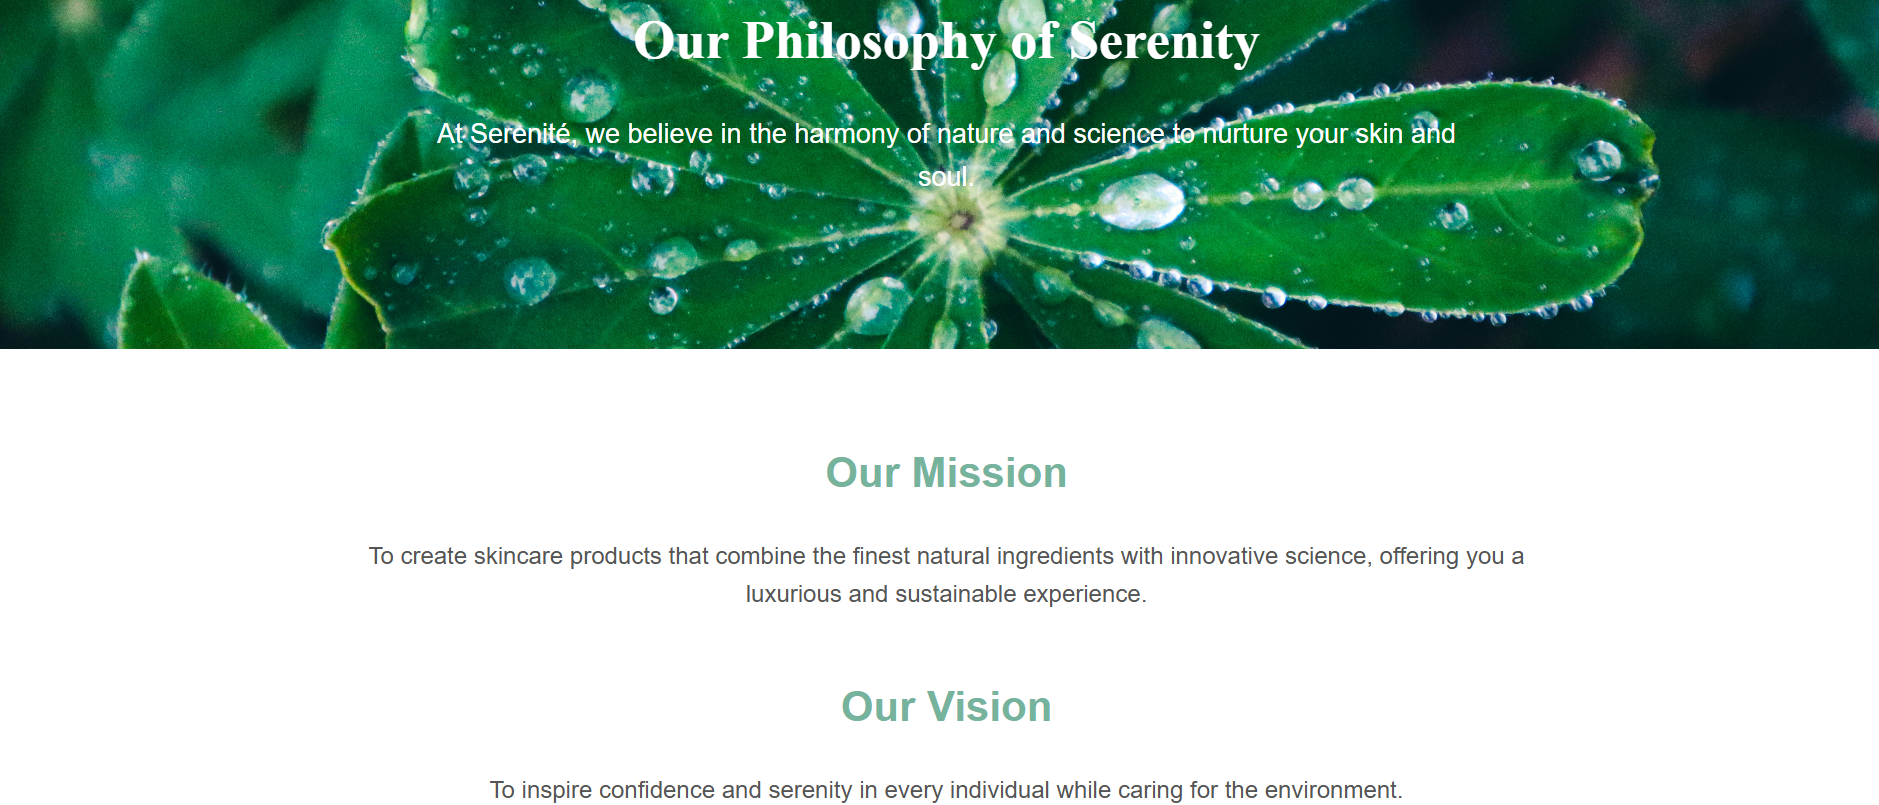 Our Philosophy of Serenity
At Serenité, we believe in the harmony of nature and science to nurture your skin and
soul.
Our Mission
To create skincare products that combine the finest natural ingredients with innovative science, offering you a
luxurious and sustainable experience.
Our Vision
To inspire confidence and serenity in every individual while caring for the environment.